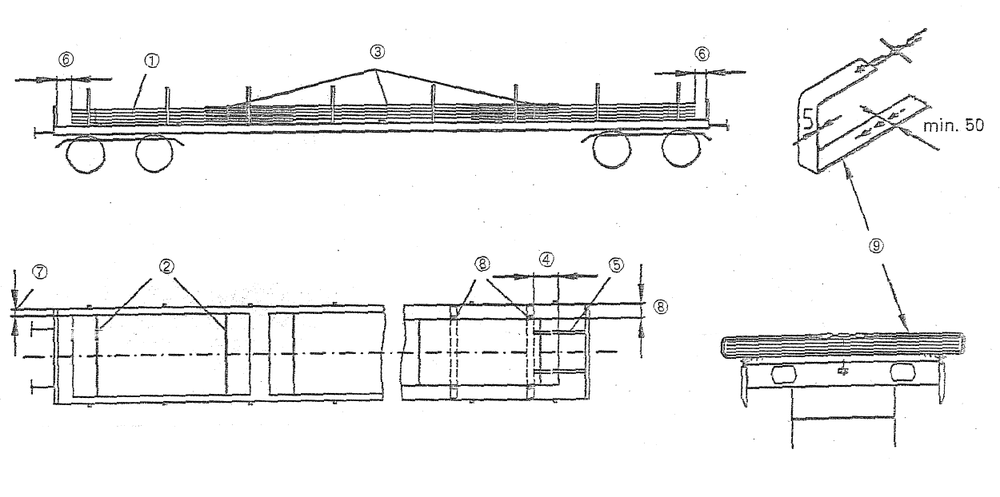 ⑥ ① ③ ⑥
5
min. 50
⑨
⑦ ② ⑧ ④ ⑤ ⑧